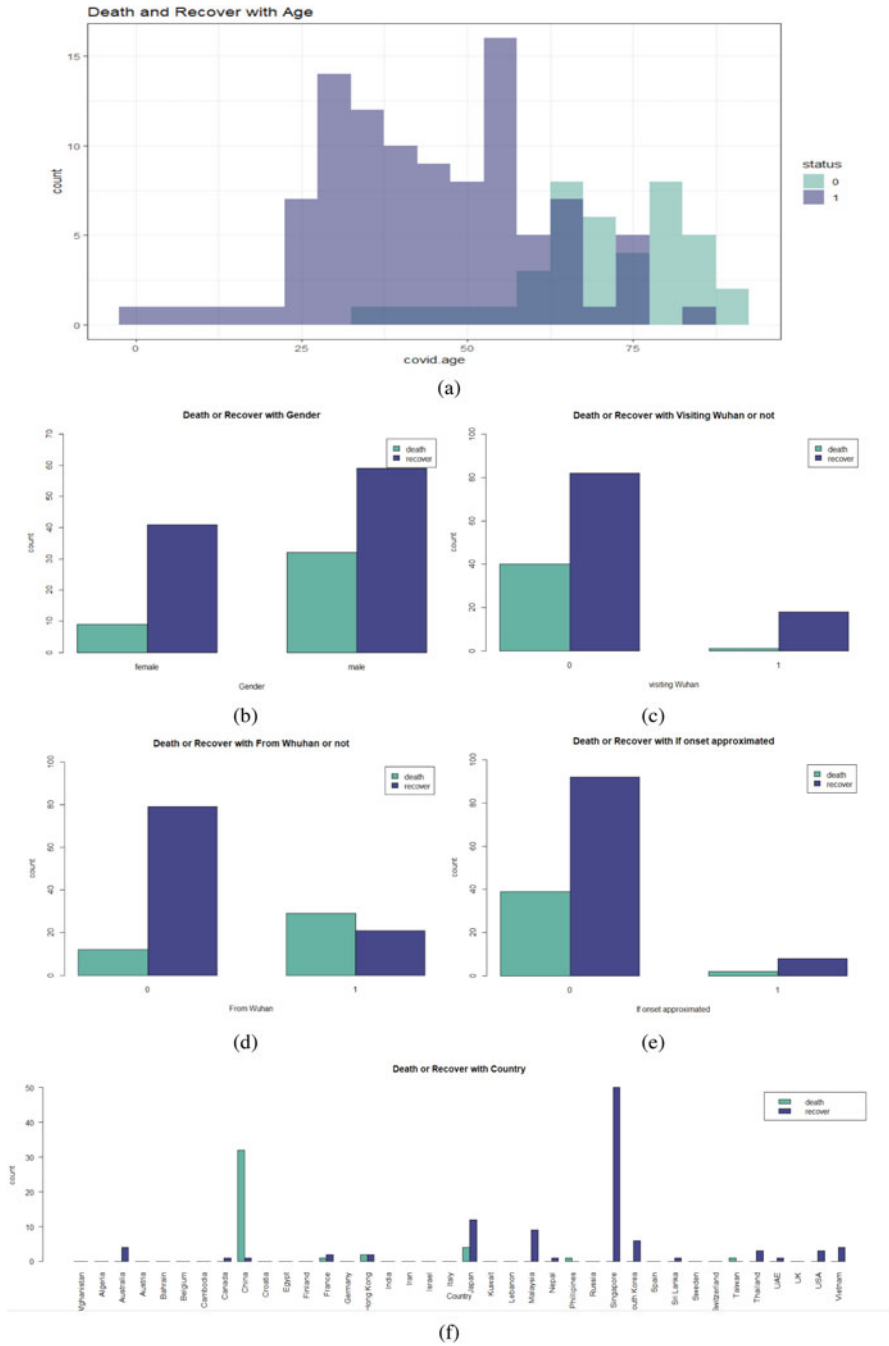 Death and Recover with Age
15
10
5
0
count
0 25 50 75
covid.age
status
0
1
(a)
Death or Recover with Gender
70
60
50
40
30
20
10
0
count
death
recover
female male
Gender
(b)
Death or Recover with Visiting Wuhan or not
100
80
60
40
20
0
count
death
recover
0 1
visiting Wuhan
(c)
Death or Recover with From Whuhan or not
100
80
60
40
20
0
count
death
recover
0 1
From Wuhan
(d)
Death or Recover with If onset approximated
100
80
60
40
20
0
count
death
recover
0 1
If onset approximated
(e)
Death or Recover with Country
50
40
30
20
10
0
count
death
recover
Afghanistan
Algeria
Australia
Austria
Bahrain
Belgium
Cambodia
Canada
China
Croatia
Egypt
Finland
France
Germany
Hong Kong
India
Iran
Israel
Italy
Japan
Kuwait
Lebanon
Malaysia
Nepal
Philipines
Russia
Singapore
outh Korea
Spain
Sri Lanka
Sweden
Switzerland
Taiwan
Thailand
UAE
UK
USA
Vietnam
Country
(f)